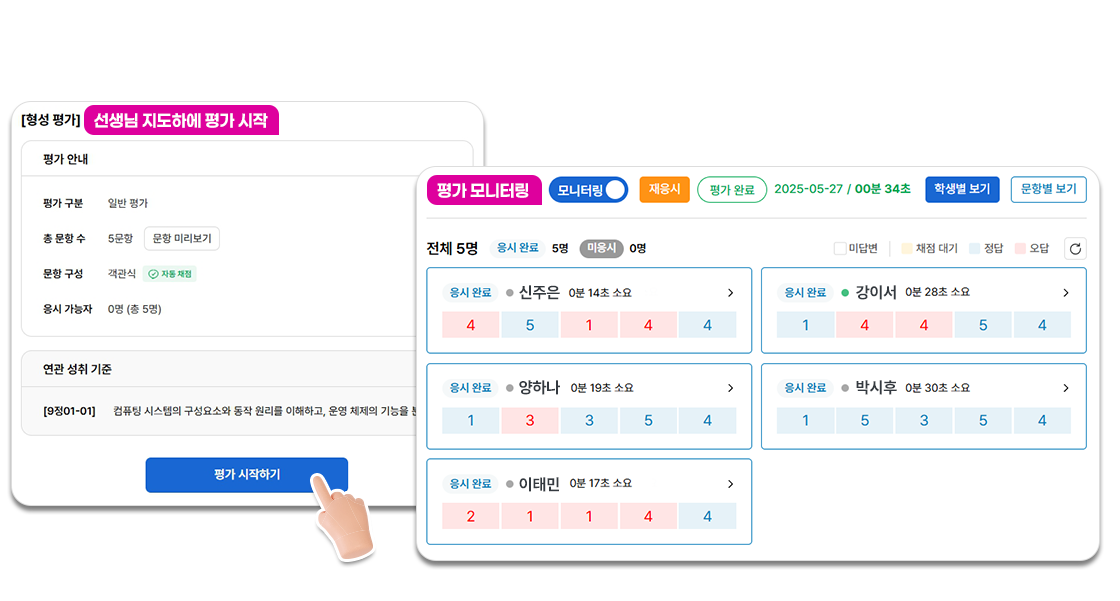 [형성 평가] 선생님 지도하에 평가 시작
평가 안내
평가 구분 일반 평가
총 문항 수 5문항 문항 미리보기
문항 구성 객관식 자동 채점
응시 가능자 0명 (총 5명)
연관 성취 기준
[9정01-01] 컴퓨팅 시스템의 구성요소와 동작 원리를 이해하고, 운영 체제의 기능을
평가 시작하기
평가 모니터링 모니터링 재응시 평가 완료 2025-05-27 / 00분 34초 학생별 보기 문항별 보기
전체 5명 응시 완료 5명 미응시 0명 미답변 채점 대기 정답 오답
응시 완료 신주은 0분 14초 소요
4 5 1 4 4
응시 완료 강이서 0분 28초 소요
1 4 4 5 4
응시 완료 양하나 0분 19초 소요
1 3 3 5 4
응시 완료 박시후 0분 30초 소요
1 5 3 5 4
응시 완료 이태민 0분 17초 소요
2 1 1 4 4